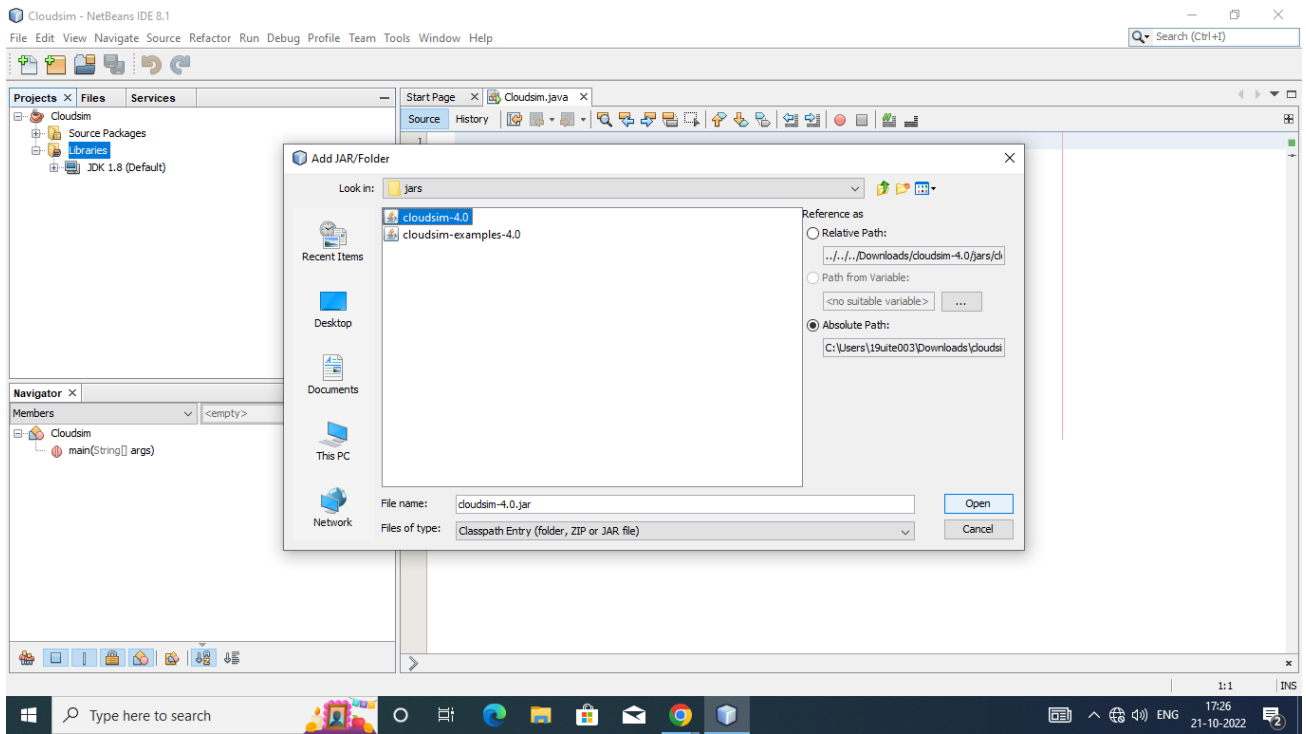 Cloudsim - NetBeans IDE 8.1
File Edit View Navigate Source Refactor Run Debug Profile Team Tools Window Help
Search (Ctrl+I)
Projects Files Services
Start Page Cloudsim.java
Cloudsim
Source Packages
Libraries
JDK 1.8 (Default)
Source History
1
Add JAR/Folder
Look in: jars
cloudsim-4.0
cloudsim-examples-4.0
Recent Items
Desktop
Documents
This PC
Network
Reference as
Relative Path:
../../../Downloads/cloudsim-4.0/jars/cl
Path from Variable:
<no suitable variable> ...
Absolute Path:
C:\Users\19uite003\Downloads\cloudsi
File name: cloudsim-4.0.jar
Open
Files of type: Classpath Entry (folder, ZIP or JAR file)
Cancel
Navigator
Members <empty>
Cloudsim
main(String[] args)
1:1 INS
Type here to search
ENG
17:26
21-10-2022
2